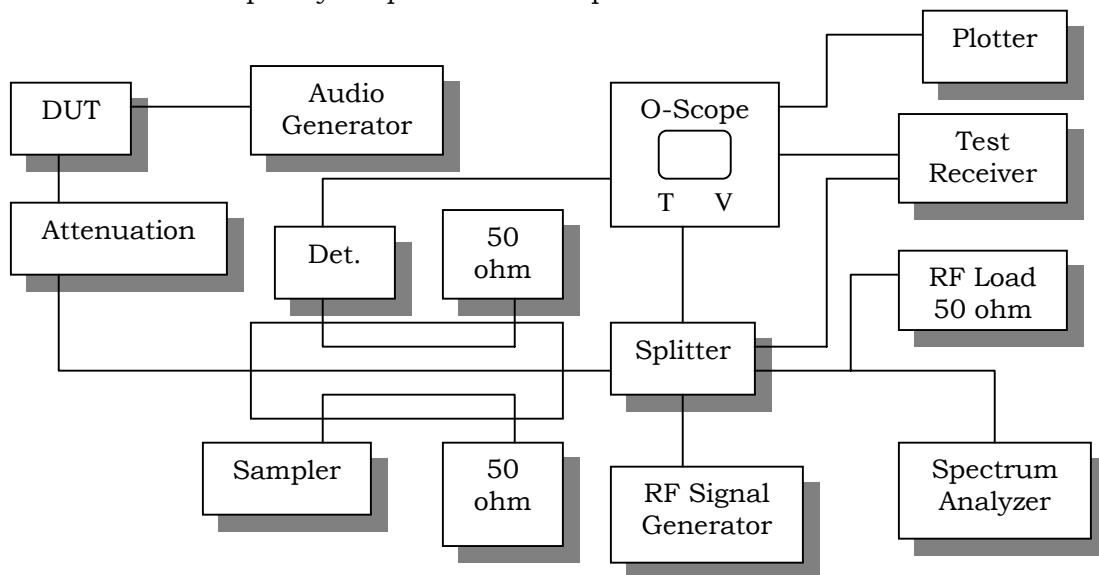 Plotter
DUT
Audio
Generator
O-Scope
T V
Test
Receiver
Attenuation
Det.
50
ohm
RF Load
50 ohm
Splitter
Sampler
50
ohm
RF Signal
Generator
Spectrum
Analyzer